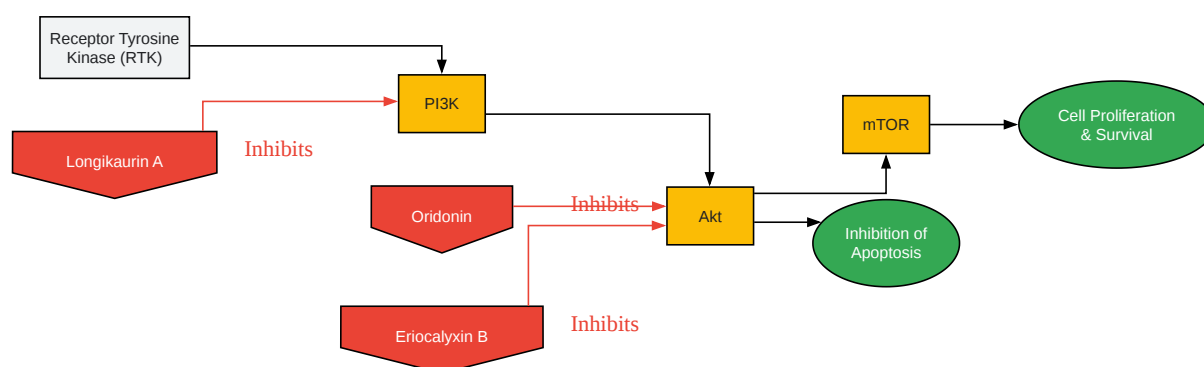 Receptor Tyrosine
Kinase (RTK)
PI3K
mTOR
Cell Proliferation
& Survival
Longikaurin A
Inhibits
Oridonin
Inhibits
Akt
Inhibition of
Apoptosis
Eriocalyxin B
Inhibits